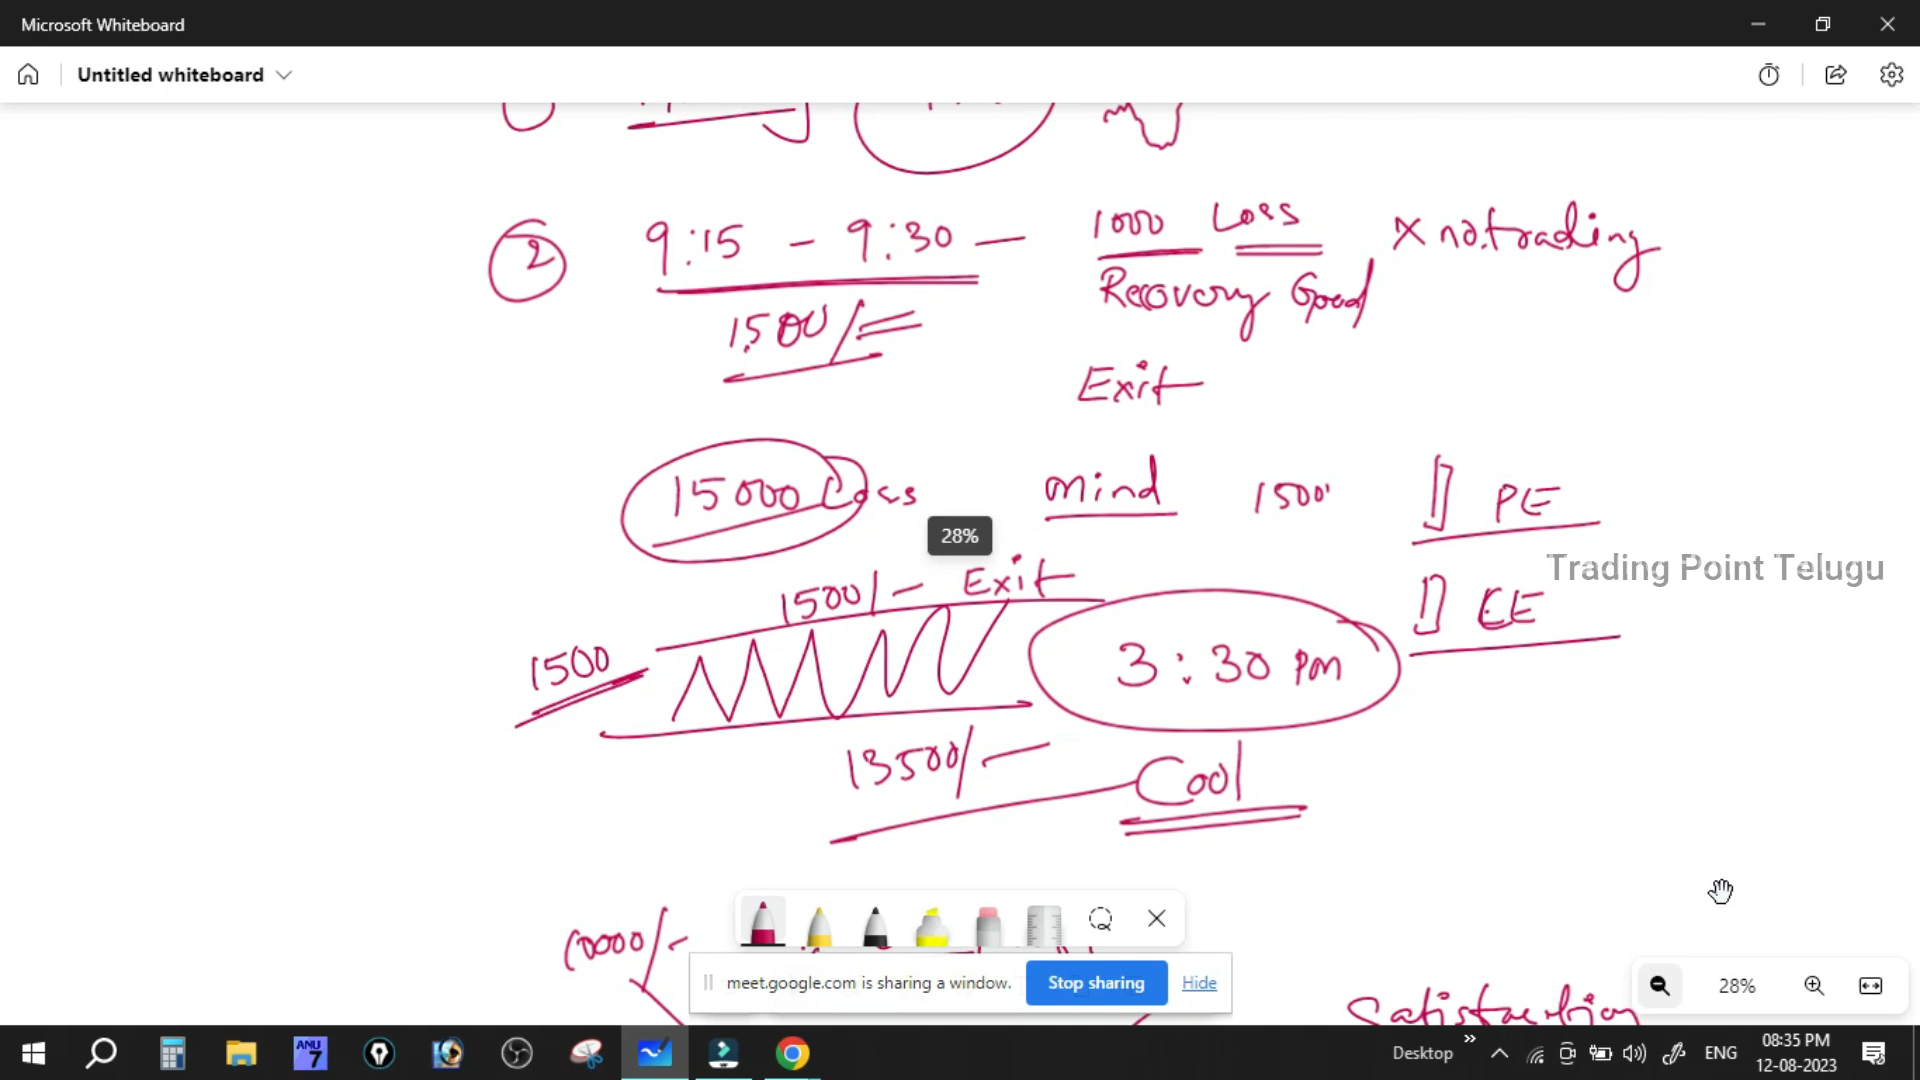 Microsoft Whiteboard
Untitled whiteboard
② 9:15 - 9:30 - 1000 Loss × no.trading
Recovery Good
1500/=
Exit
15000 Loss mind 1500 PE
28%
Trading Point Telugu
1500/- Exit CE
1500 3:30 pm
13500/- Cool
10000/-
meet.google.com is sharing a window. Stop sharing Hide
28%
Satisfaction
ANU 7
Desktop ENG 08:35 PM
12-08-2023